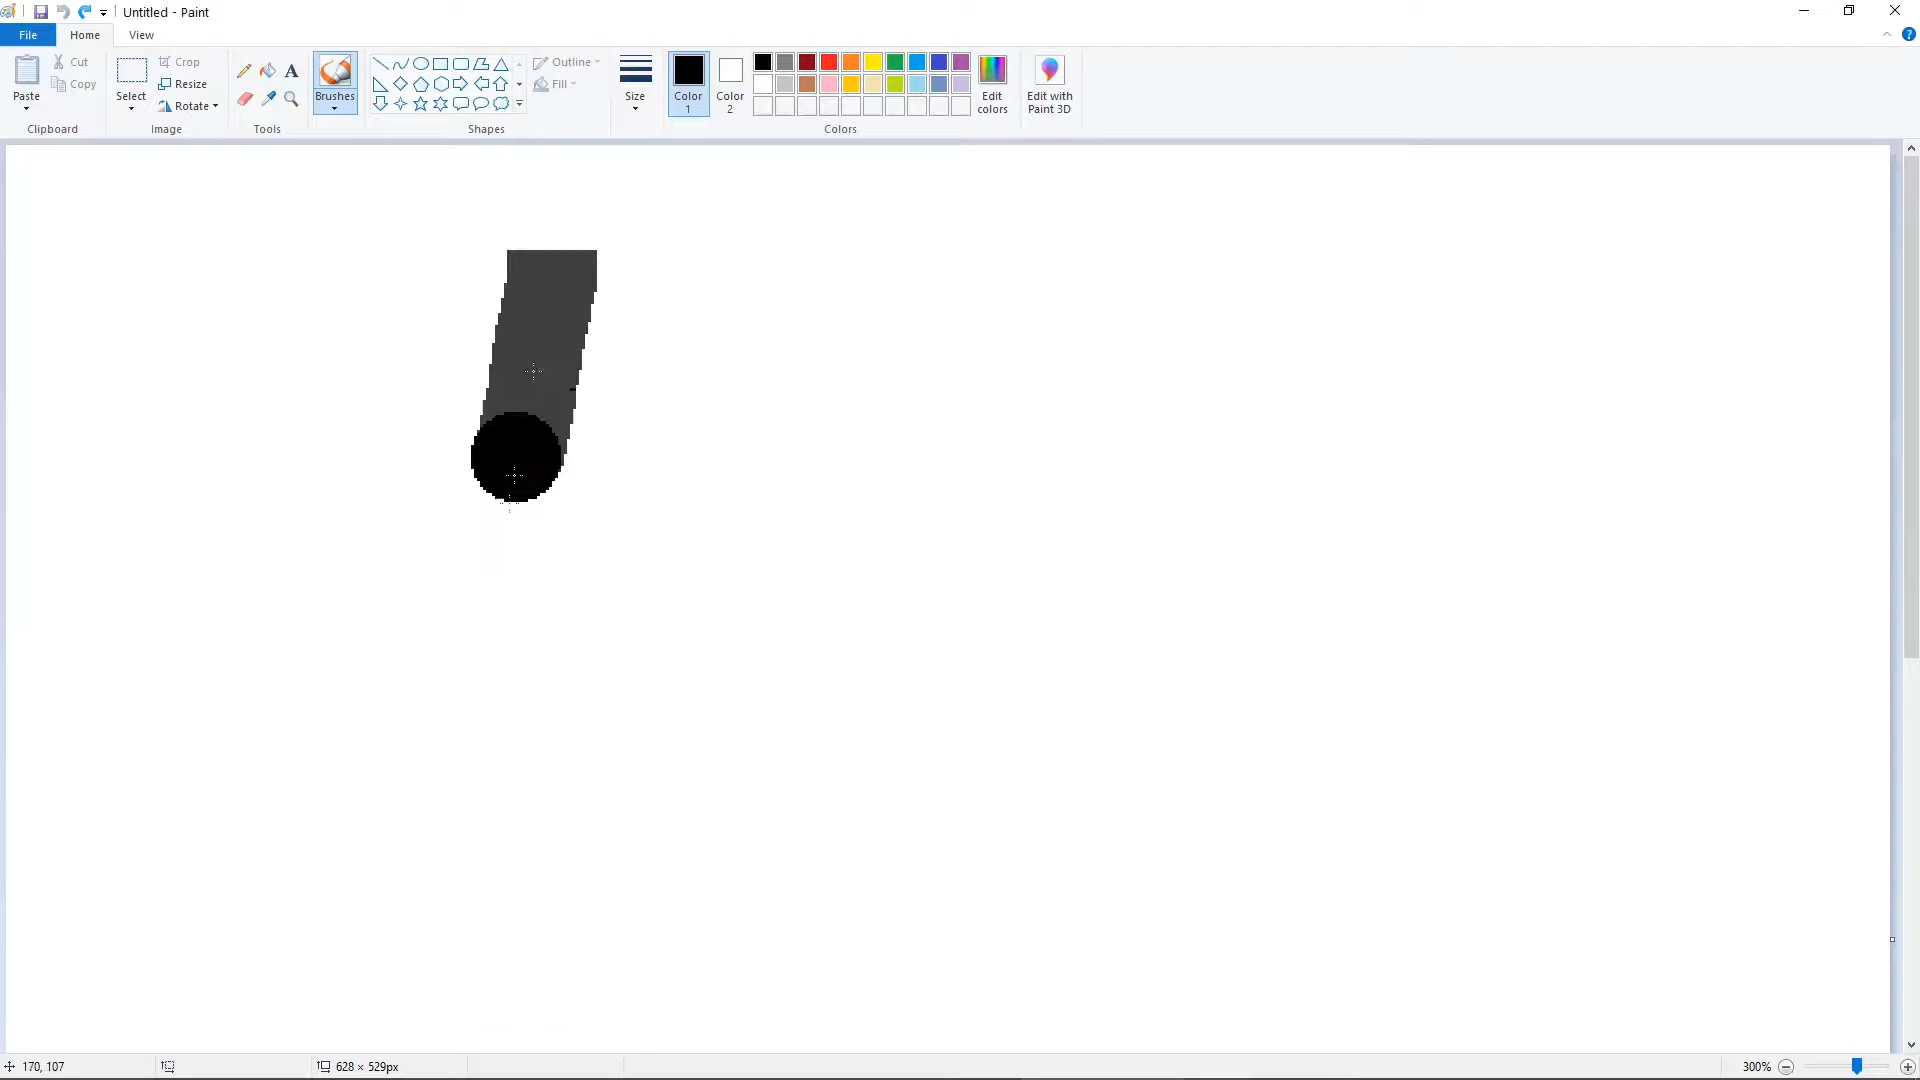 Untitled - Paint
File Home View
Paste Cut Copy
Clipboard
Select Crop Resize Rotate
Image
A
Tools
Brushes
Outline Fill
Shapes
Size
Color 1 Color 2
Edit colors
Colors
Edit with Paint 3D
170, 107
628 × 529px
300%